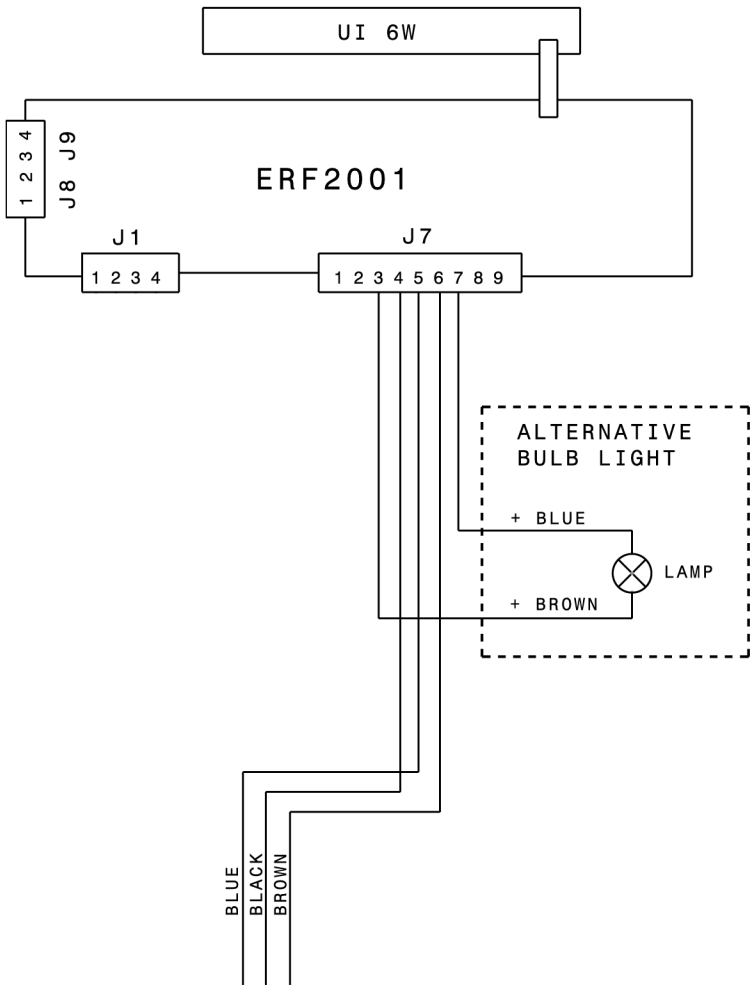 UI 6W
1 2 3 4
J8 J9
ERF2001
J1
1 2 3 4
J7
1 2 3 4 5 6 7 8 9
ALTERNATIVE
BULB LIGHT
+ BLUE
LAMP
+ BROWN
BLUE
BLACK
BROWN